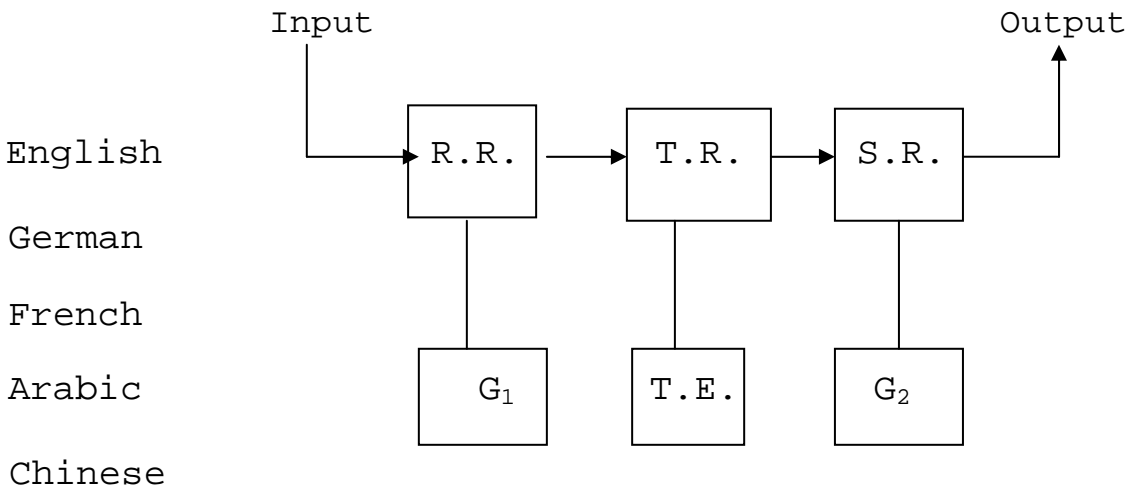 Input Output
English R.R. T.R. S.R.
German
French
Arabic G₁ T.E. G₂
Chinese